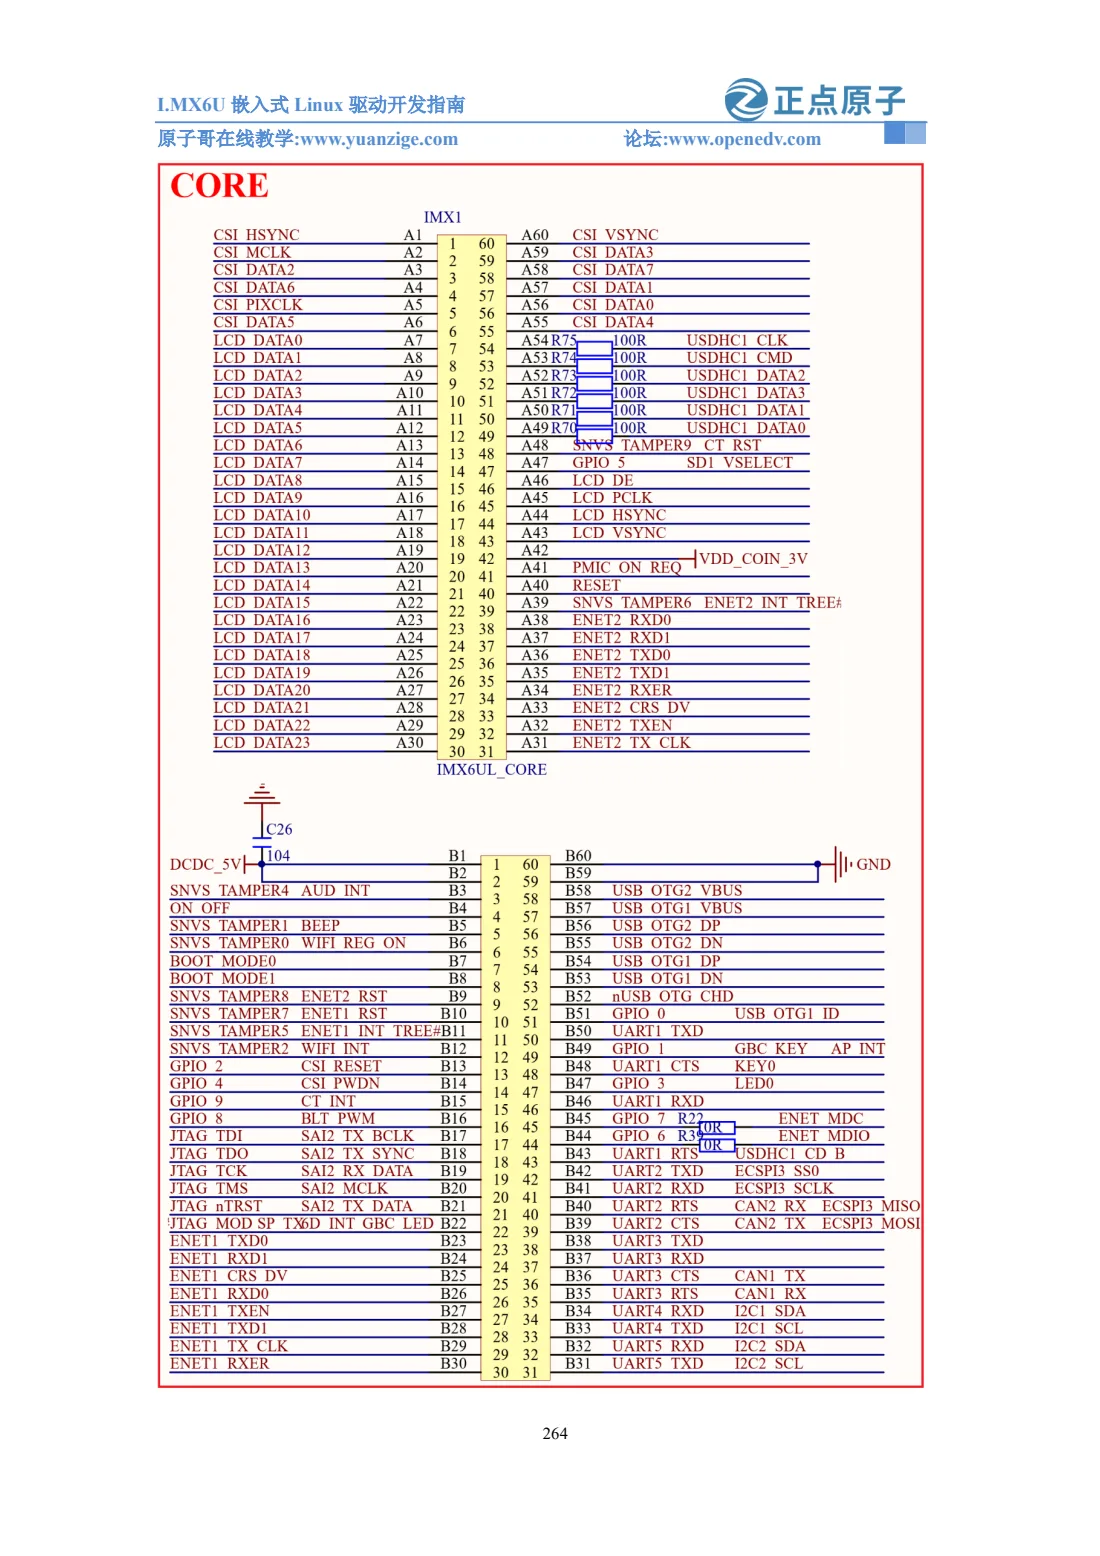 I.MX6U 嵌入式 Linux 驱动开发指南
正点原子
原子哥在线教学:www.yuanzige.com 论坛:www.openedv.com
CORE
IMX1
CSI_HSYNC A1 1 60 A60 CSI_VSYNC
CSI_MCLK A2 2 59 A59 CSI_DATA3
CSI_DATA2 A3 3 58 A58 CSI_DATA7
CSI_DATA6 A4 4 57 A57 CSI_DATA1
CSI_PIXCLK A5 5 56 A56 CSI_DATA0
CSI_DATA5 A6 6 55 A55 CSI_DATA4
LCD_DATA0 A7 7 54 A54 R75 100R USDHC1_CLK
LCD_DATA1 A8 8 53 A53 R74 100R USDHC1_CMD
LCD_DATA2 A9 9 52 A52 R73 100R USDHC1_DATA2
LCD_DATA3 A10 10 51 A51 R72 100R USDHC1_DATA3
LCD_DATA4 A11 11 50 A50 R71 100R USDHC1_DATA1
LCD_DATA5 A12 12 49 A49 R70 100R USDHC1_DATA0
LCD_DATA6 A13 13 48 A48 SNVS_TAMPER9 CT_RST
LCD_DATA7 A14 14 47 A47 GPIO_5 SD1_VSELECT
LCD_DATA8 A15 15 46 A46 LCD_DE
LCD_DATA9 A16 16 45 A45 LCD_PCLK
LCD_DATA10 A17 17 44 A44 LCD_HSYNC
LCD_DATA11 A18 18 43 A43 LCD_VSYNC
LCD_DATA12 A19 19 42 A42 VDD_COIN_3V
LCD_DATA13 A20 20 41 A41 PMIC_ON_REQ
LCD_DATA14 A21 21 40 A40 RESET
LCD_DATA15 A22 22 39 A39 SNVS_TAMPER6 ENET2_INT_TREE#
LCD_DATA16 A23 23 38 A38 ENET2_RXD0
LCD_DATA17 A24 24 37 A37 ENET2_RXD1
LCD_DATA18 A25 25 36 A36 ENET2_TXD0
LCD_DATA19 A26 26 35 A35 ENET2_TXD1
LCD_DATA20 A27 27 34 A34 ENET2_RXER
LCD_DATA21 A28 28 33 A33 ENET2_CRS_DV
LCD_DATA22 A29 29 32 A32 ENET2_TXEN
LCD_DATA23 A30 30 31 A31 ENET2_TX_CLK
IMX6UL_CORE
C26
104
DCDC_5V B1 1 60 B60 GND
B2 2 59 B59
SNVS_TAMPER4 AUD_INT B3 3 58 B58 USB_OTG2_VBUS
ON_OFF B4 4 57 B57 USB_OTG1_VBUS
SNVS_TAMPER1 BEEP B5 5 56 B56 USB_OTG2_DP
SNVS_TAMPER0 WIFI_REG_ON B6 6 55 B55 USB_OTG2_DN
BOOT_MODE0 B7 7 54 B54 USB_OTG1_DP
BOOT_MODE1 B8 8 53 B53 USB_OTG1_DN
SNVS_TAMPER8 ENET2_RST B9 9 52 B52 nUSB_OTG_CHD
SNVS_TAMPER7 ENET1_RST B10 10 51 B51 GPIO_0 USB_OTG1_ID
SNVS_TAMPER5 ENET1_INT_TREE# B11 11 50 B50 UART1_TXD
SNVS_TAMPER2 WIFI_INT B12 12 49 B49 GPIO_1 GBC_KEY AP_INT
GPIO_2 CSI_RESET B13 13 48 B48 UART1_CTS KEY0
GPIO_4 CSI_PWDN B14 14 47 B47 GPIO_3 LED0
GPIO_9 CT_INT B15 15 46 B46 UART1_RXD
GPIO_8 BLT_PWM B16 16 45 B45 GPIO_7 R22 0R ENET_MDC
JTAG_TDI SAI2_TX_BCLK B17 17 44 B44 GPIO_6 R39 0R ENET_MDIO
JTAG_TDO SAI2_TX_SYNC B18 18 43 B43 UART1_RTS USDHC1_CD_B
JTAG_TCK SAI2_RX_DATA B19 19 42 B42 UART2_TXD ECSPI3_SS0
JTAG_TMS SAI2_MCLK B20 20 41 B41 UART2_RXD ECSPI3_SCLK
JTAG_nTRST SAI2_TX_DATA B21 21 40 B40 UART2_RTS CAN2_RX ECSPI3_MISO
JTAG_MOD SP_TX 6D_INT GBC_LED B22 22 39 B39 UART2_CTS CAN2_TX ECSPI3_MOSI
ENET1_TXD0 B23 23 38 B38 UART3_TXD
ENET1_RXD1 B24 24 37 B37 UART3_RXD
ENET1_CRS_DV B25 25 36 B36 UART3_CTS CAN1_TX
ENET1_RXD0 B26 26 35 B35 UART3_RTS CAN1_RX
ENET1_TXEN B27 27 34 B34 UART4_RXD I2C1_SDA
ENET1_TXD1 B28 28 33 B33 UART4_TXD I2C1_SCL
ENET1_TX_CLK B29 29 32 B32 UART5_RXD I2C2_SDA
ENET1_RXER B30 30 31 B31 UART5_TXD I2C2_SCL
264